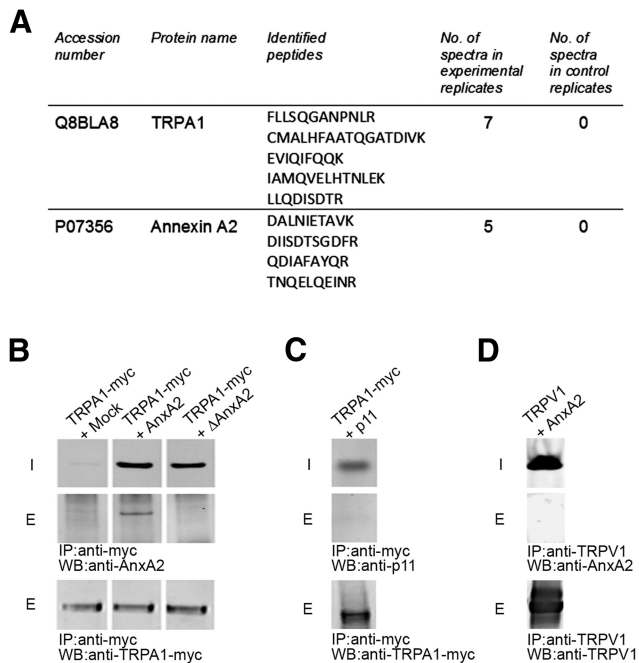 A
Accession Protein name Identified No. of No. of
number peptides spectra in spectra
experimental in control
replicates replicates
Q8BLA8 TRPA1 FLLSQGANPNLR 7 0
CMALHFAATQGATDIVK
EVIQIFQQK
IAMQVELHTNLEK
LLQDISDTR
P07356 Annexin A2 DALNIETAVK 5 0
DIISDTSGDFR
QDIAFAYQR
TNQELQEINR
B
TRPA1-myc
+ Mock
TRPA1-myc
+ AnxA2
TRPA1-myc
+ ΔAnxA2
I
E
IP:anti-myc
WB:anti-AnxA2
E
IP:anti-myc
WB:anti-TRPA1-myc
C
TRPA1-myc
+ p11
I
E
IP:anti-myc
WB:anti-p11
E
IP:anti-myc
WB:anti-TRPA1-myc
D
TRPV1
+ AnxA2
I
E
IP:anti-TRPV1
WB:anti-AnxA2
E
IP:anti-TRPV1
WB:anti-TRPV1